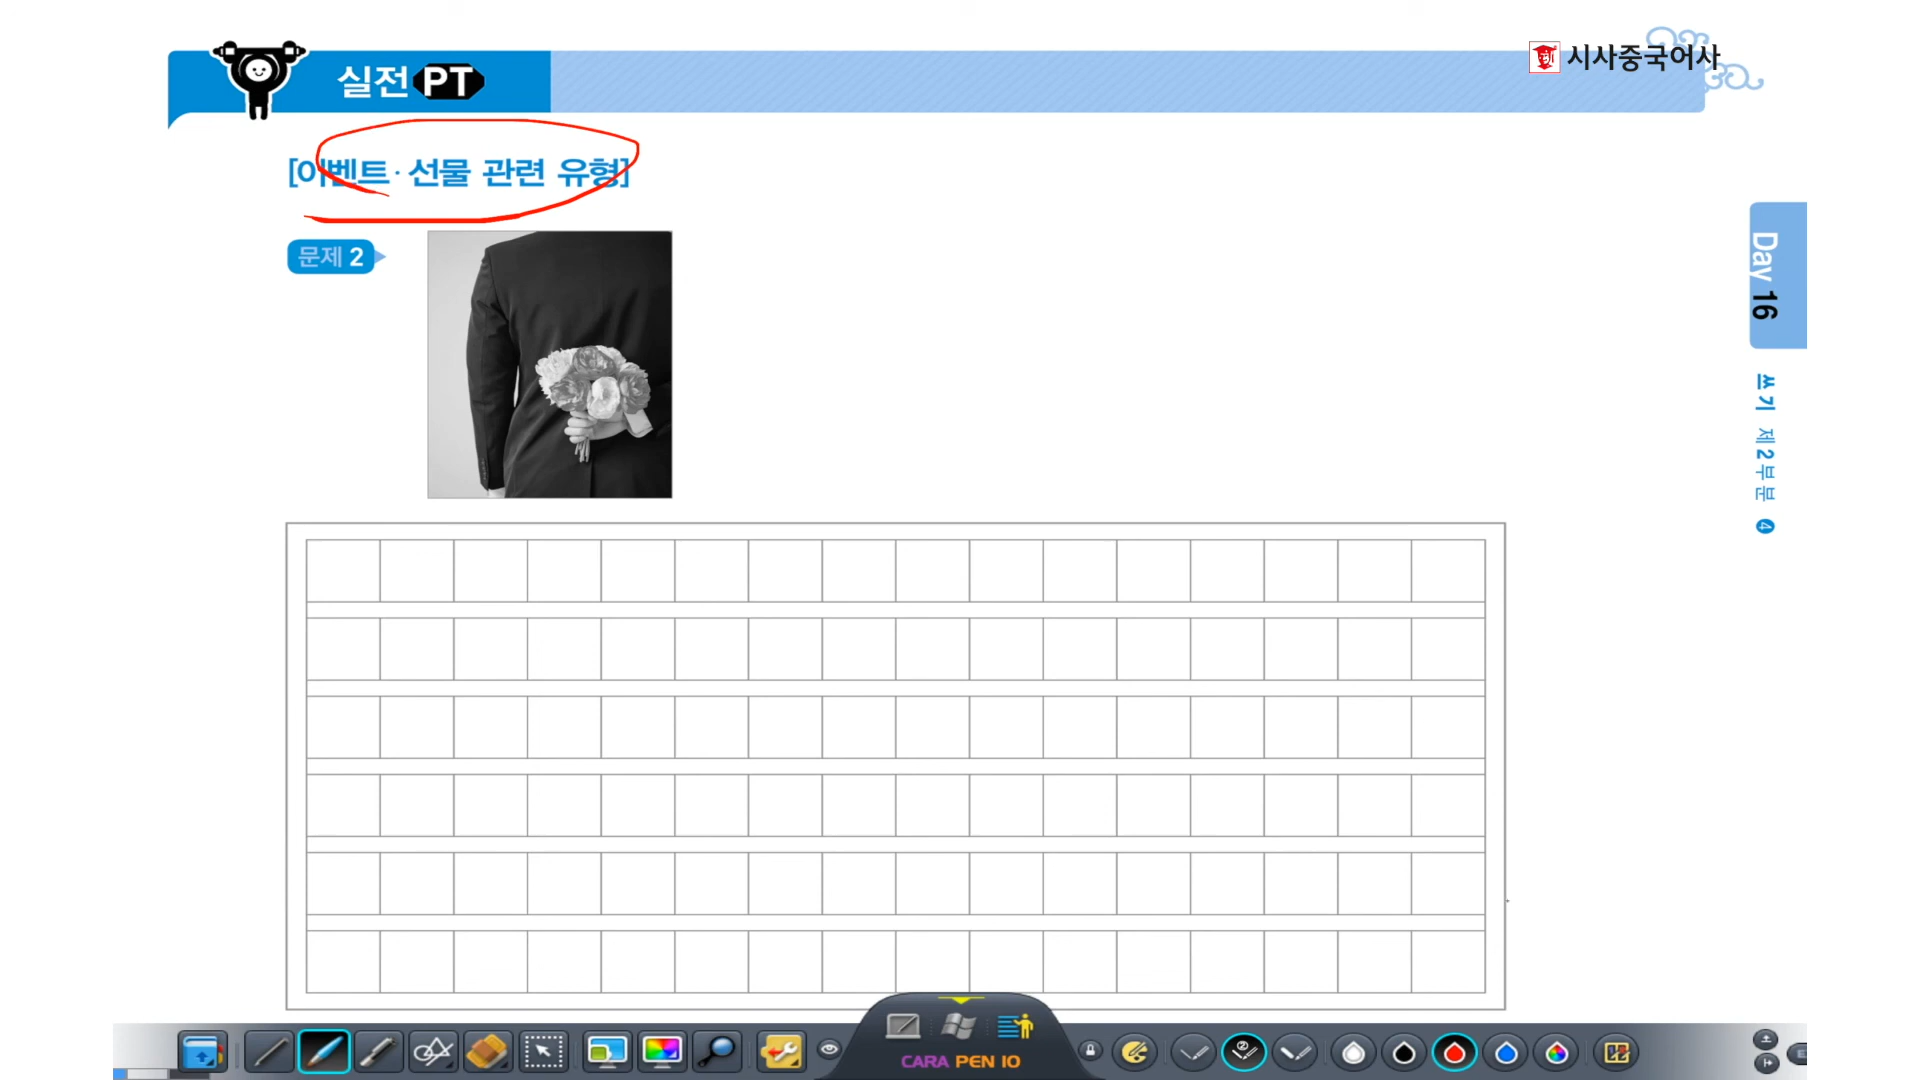 실전 PT
시사중국어사
[이벤트·선물 관련 유형]
문제 2
Day 16
쓰기 제2부분 ❹
CARA PEN IO